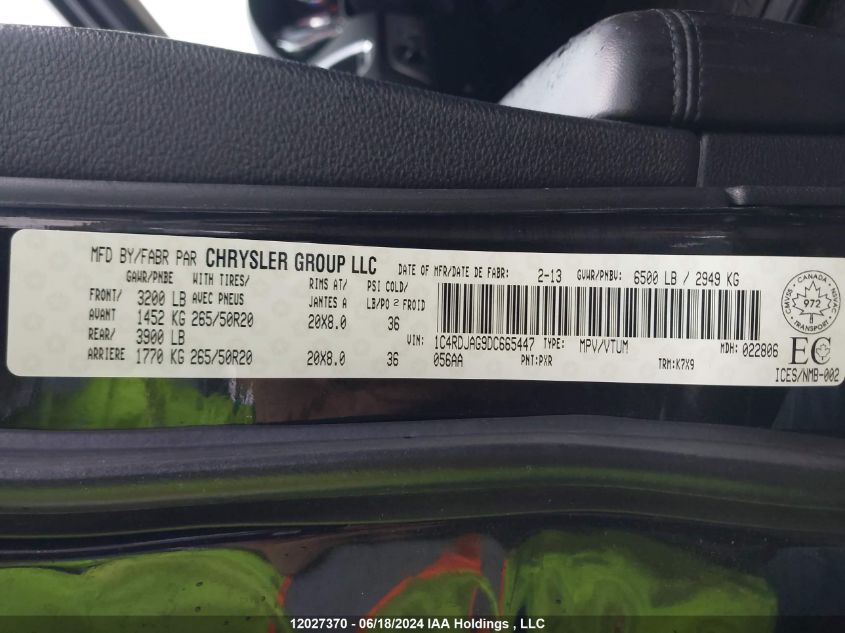 MFD BY/FABR PAR CHRYSLER GROUP LLC DATE OF MFR/DATE DE FABR: 2-13 GVWR/PNBV: 6500 LB / 2949 KG
GAWR/PNBE WITH TIRES/ RIMS AT/ PSI COLD/
FRONT/ 3200 LB AVEC PNEUS JANTES A LB/PO 2 FROID
AVANT 1452 KG 265/50R20 20X8.0 36
REAR/ 3900 LB VIN: 1C4RDJAG9DC665447 TYPE: MPV/VTUM MDH: 022806
ARRIERE 1770 KG 265/50R20 20X8.0 36 056AA PNT:PXR TRM:K7X9
CANADA
CMVSS 972 NSVAC
TRANSPORT
EC
ICES/NMB-002
12027370 - 06/18/2024 IAA Holdings , LLC